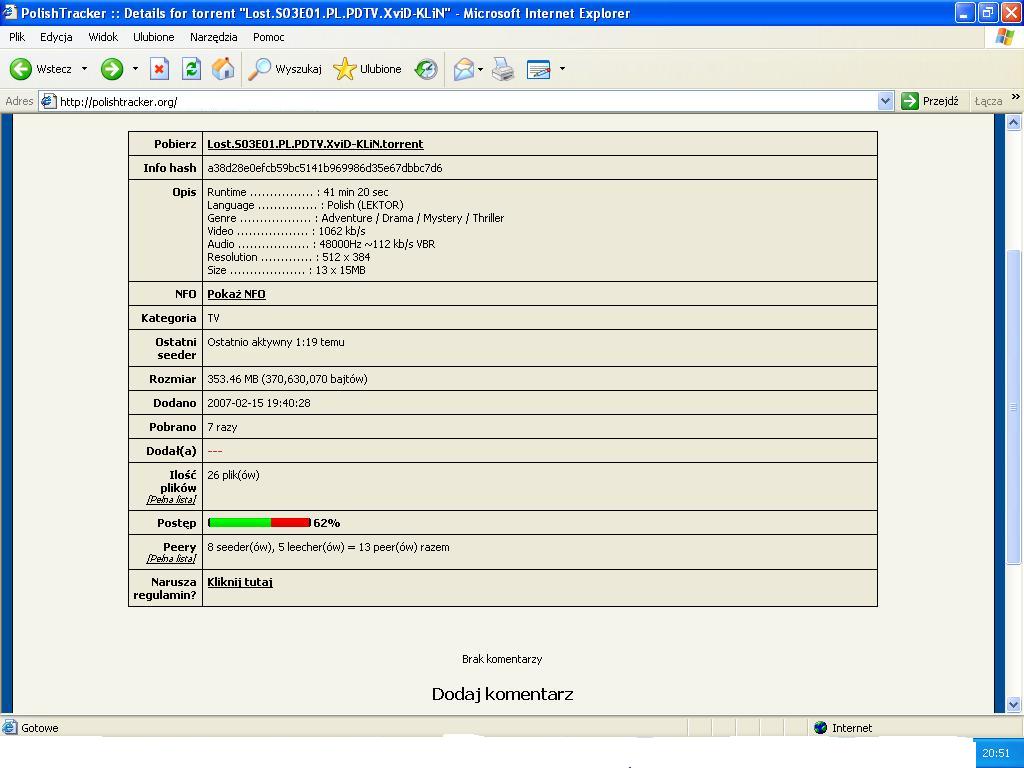 PolishTracker :: Details for torrent "Lost.S03E01.PL.PDTV.XviD-KLiN" - Microsoft Internet Explorer
Plik Edycja Widok Ulubione Narzędzia Pomoc
Wstecz Wyszukaj Ulubione
Adres http://polishtracker.org/ Przejdź Łącza »
Pobierz Lost.S03E01.PL.PDTV.XviD-KLiN.torrent
Info hash a38d28e0efcb59bc5141b969986d35e67dbbc7d6
Opis Runtime ............... : 41 min 20 sec
Language .............. : Polish (LEKTOR)
Genre ................. : Adventure / Drama / Mystery / Thriller
Video ................. : 1062 kb/s
Audio ................. : 48000Hz ~112 kb/s VBR
Resolution ............ : 512 x 384
Size .................. : 13 x 15MB
NFO Pokaż NFO
Kategoria TV
Ostatni seeder Ostatnio aktywny 1:19 temu
Rozmiar 353.46 MB (370,630,070 bajtów)
Dodano 2007-02-15 19:40:28
Pobrano 7 razy
Dodał(a) ---
Ilość plików 26 plik(ów)
[Pełna lista]
Postęp 62%
Peery 8 seeder(ów), 5 leecher(ów) = 13 peer(ów) razem
[Pełna lista]
Narusza regulamin? Kliknij tutaj
Brak komentarzy
Dodaj komentarz
Gotowe Internet
20:51